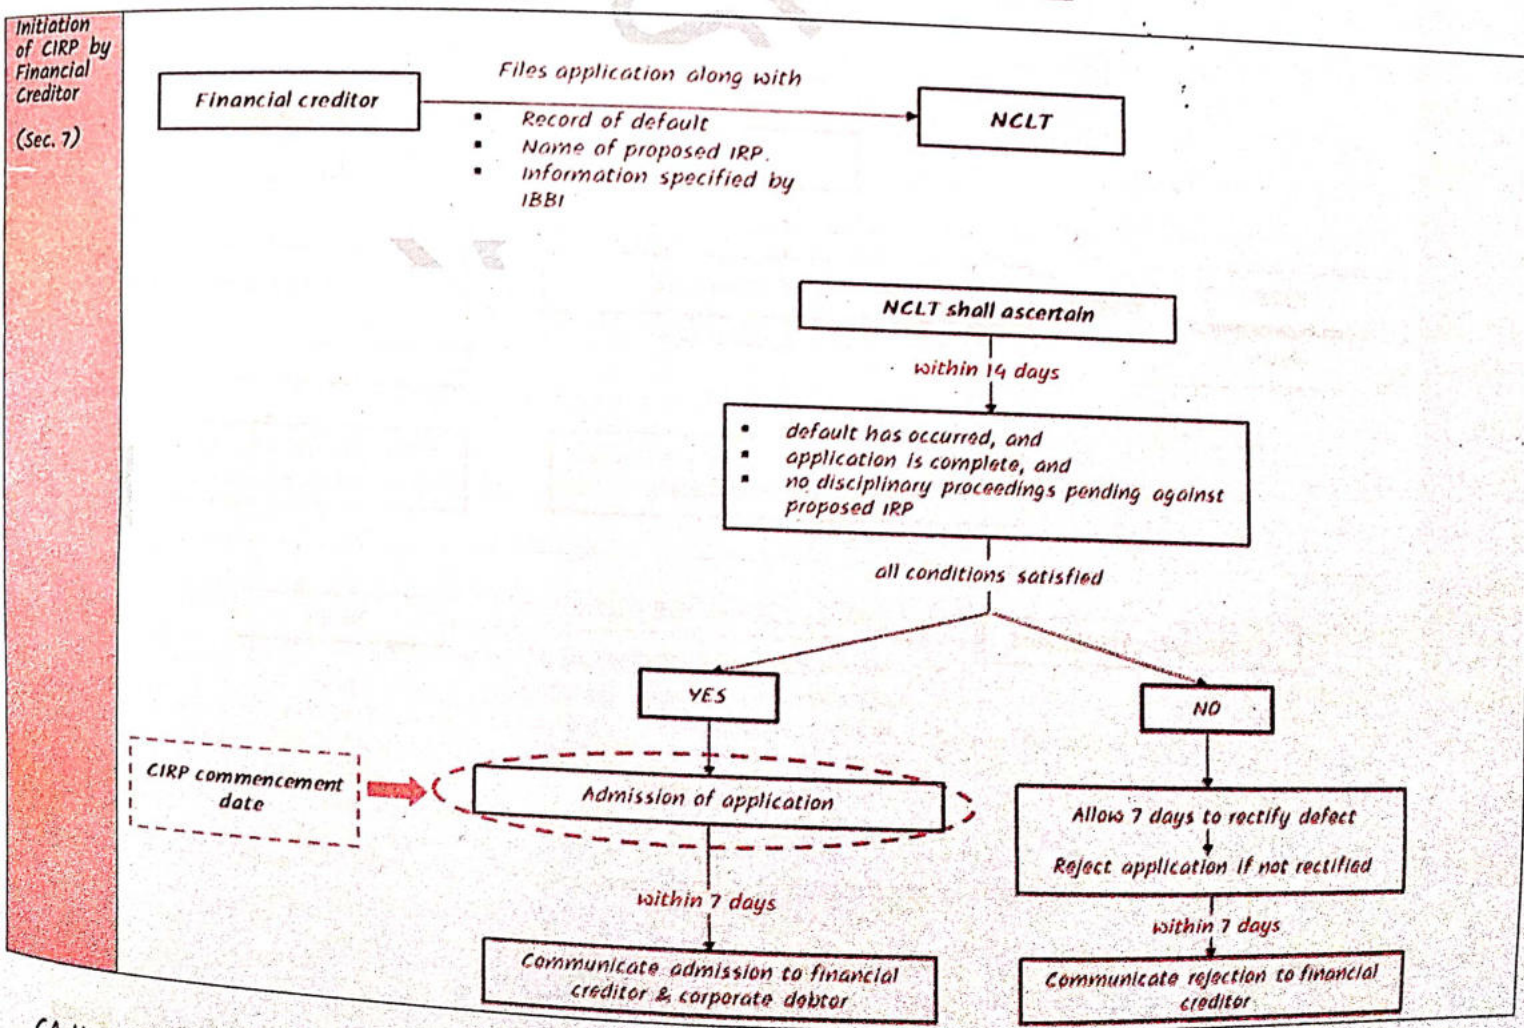 Initiation
of CIRP by
Financial
Creditor
(Sec. 7)
Financial creditor
Files application along with
▪ Record of default
▪ Name of proposed IRP.
▪ Information specified by
IBBI
NCLT
NCLT shall ascertain
within 14 days
▪ default has occurred, and
▪ application is complete, and
▪ no disciplinary proceedings pending against
proposed IRP
all conditions satisfied
YES
NO
CIRP commencement
date
Admission of application
Allow 7 days to rectify defect
Reject application if not rectified
within 7 days
within 7 days
Communicate admission to financial
creditor & corporate debtor
Communicate rejection to financial
creditor